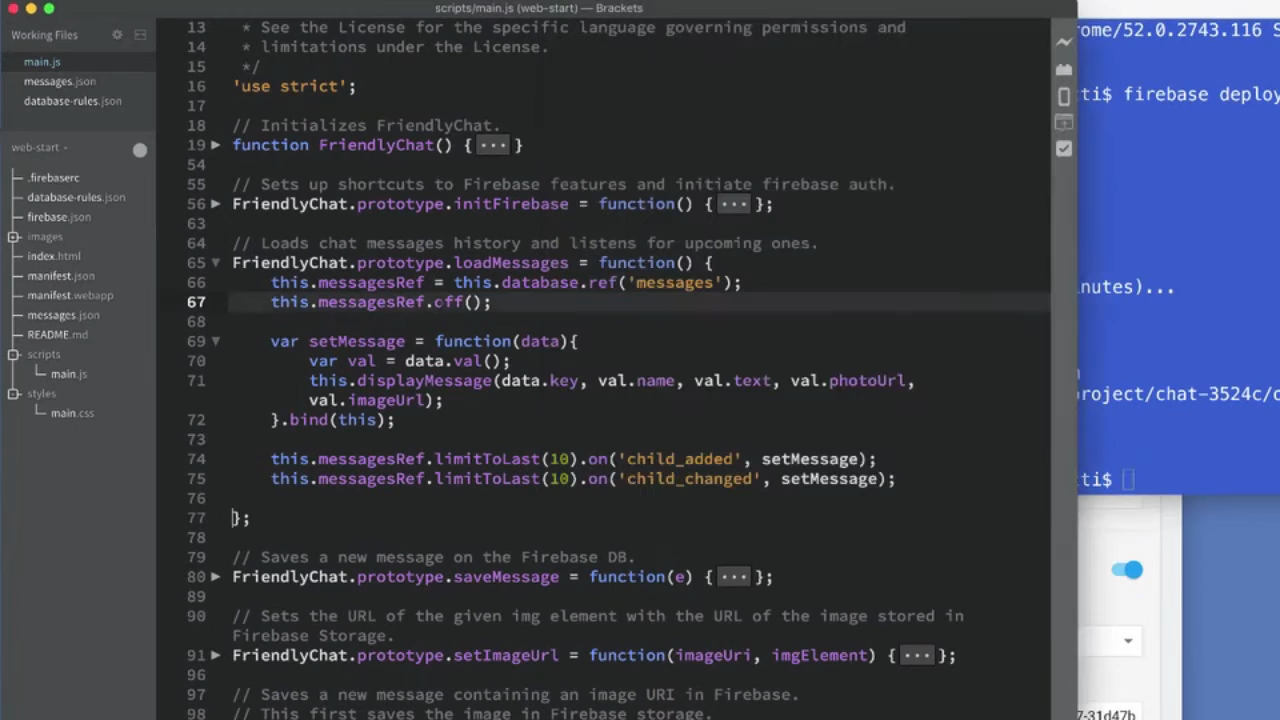 scripts/main.js (web-start) — Brackets
Working Files
main.js
messages.json
database-rules.json
web-start
.firebaserc
database-rules.json
firebase.json
images
index.html
manifest.json
manifest.webapp
messages.json
README.md
scripts
main.js
styles
main.css
13 * See the License for the specific language governing permissions and
14 * limitations under the License.
15 */
16 'use strict';
17
18 // Initializes FriendlyChat.
19 function FriendlyChat() {...}
54
55 // Sets up shortcuts to Firebase features and initiate firebase auth.
56 FriendlyChat.prototype.initFirebase = function() {...};
63
64 // Loads chat messages history and listens for upcoming ones.
65 FriendlyChat.prototype.loadMessages = function() {
66 this.messagesRef = this.database.ref('messages');
67 this.messagesRef.off();
68
69 var setMessage = function(data){
70 var val = data.val();
71 this.displayMessage(data.key, val.name, val.text, val.photoUrl,
val.imageUrl);
72 }.bind(this);
73
74 this.messagesRef.limitToLast(10).on('child_added', setMessage);
75 this.messagesRef.limitToLast(10).on('child_changed', setMessage);
76
77 };
78
79 // Saves a new message on the Firebase DB.
80 FriendlyChat.prototype.saveMessage = function(e) {...};
89
90 // Sets the URL of the given img element with the URL of the image stored in
Firebase Storage.
91 FriendlyChat.prototype.setImageUrl = function(imageUri, imgElement) {...};
96
97 // Saves a new message containing an image URI in Firebase.
98 // This first saves the image in Firebase storage.
rome/52.0.2743.116 S
ti$ firebase deploy
nutes)...
roject/chat-3524c/o
ti$
7-31d47b